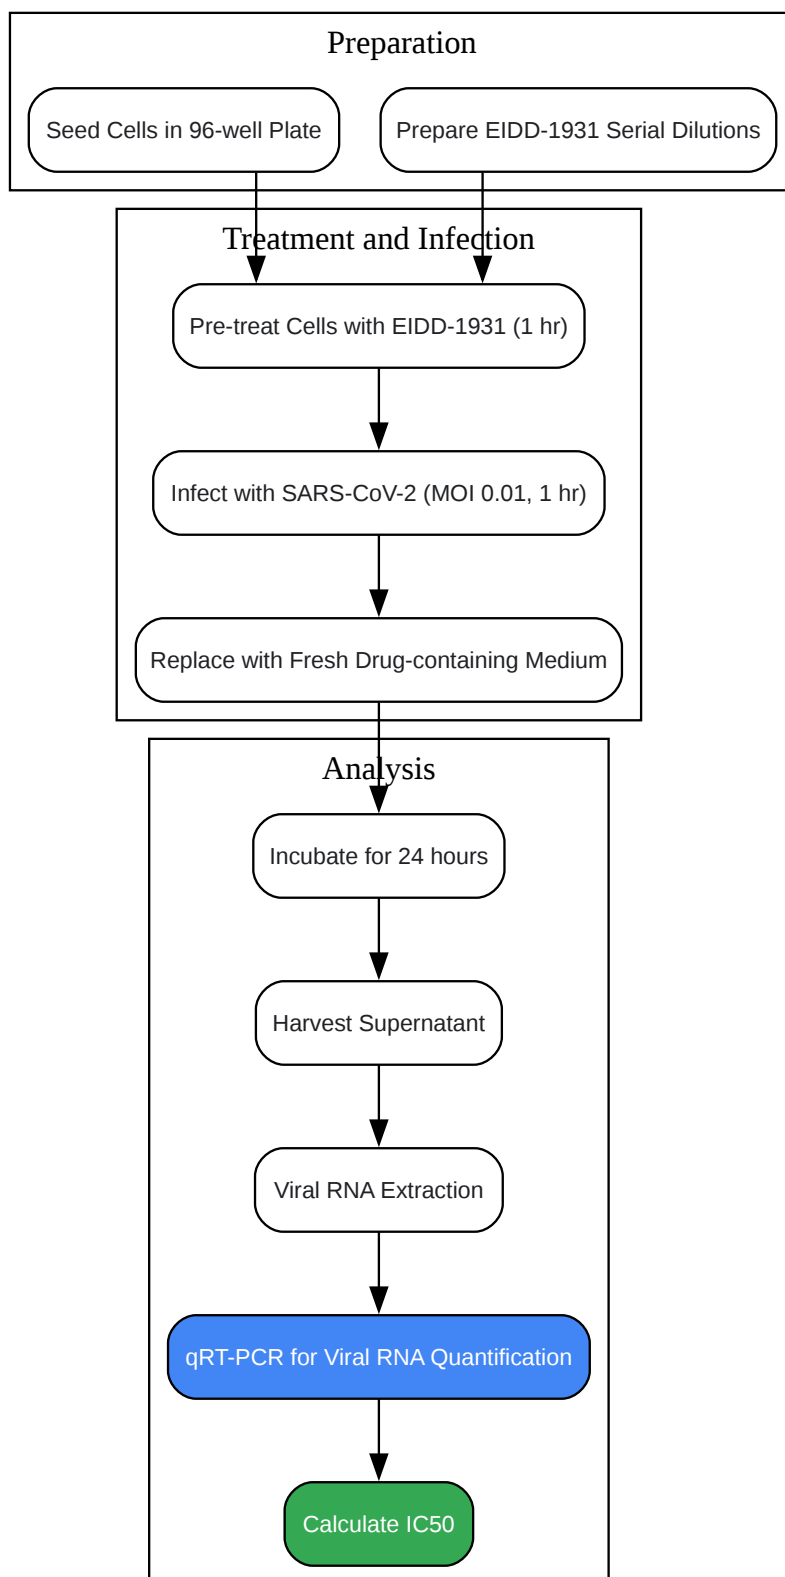 Preparation
Seed Cells in 96-well Plate
Prepare EIDD-1931 Serial Dilutions
Treatment and Infection
Pre-treat Cells with EIDD-1931 (1 hr)
Infect with SARS-CoV-2 (MOI 0.01, 1 hr)
Replace with Fresh Drug-containing Medium
Analysis
Incubate for 24 hours
Harvest Supernatant
Viral RNA Extraction
qRT-PCR for Viral RNA Quantification
Calculate IC50